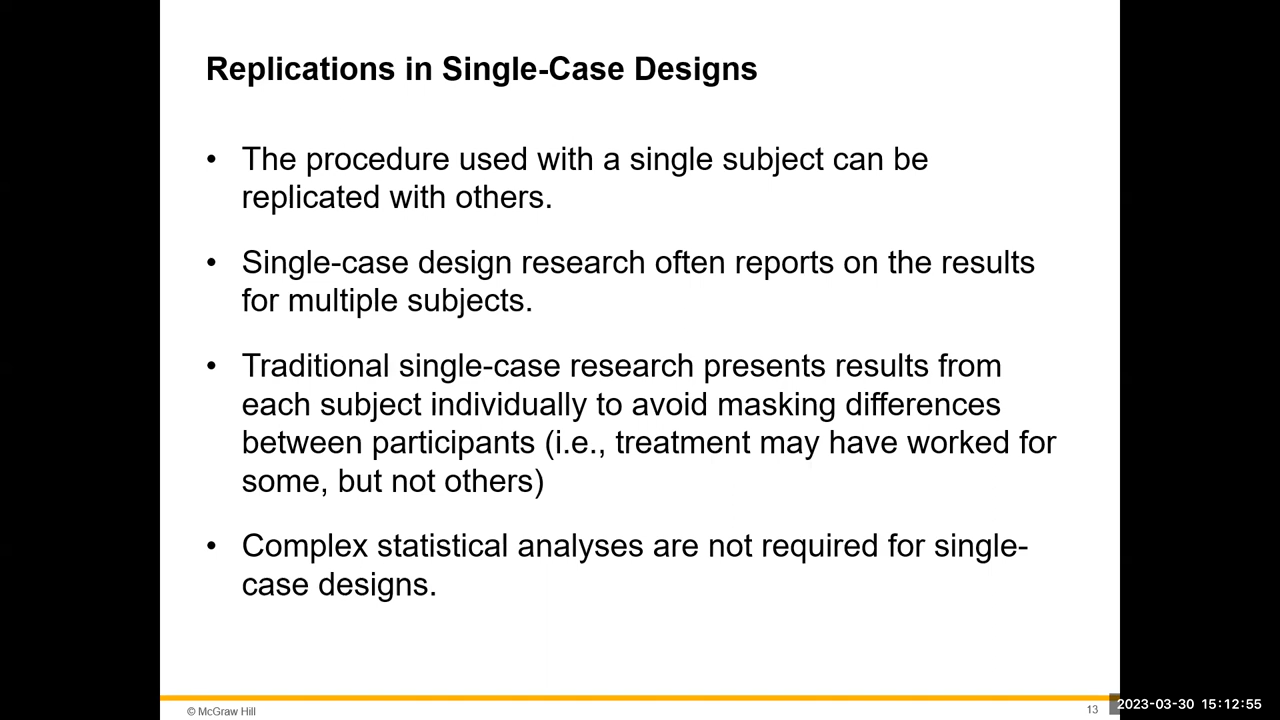 Replications in Single-Case Designs
• The procedure used with a single subject can be
replicated with others.
• Single-case design research often reports on the results
for multiple subjects.
• Traditional single-case research presents results from
each subject individually to avoid masking differences
between participants (i.e., treatment may have worked for
some, but not others)
• Complex statistical analyses are not required for single-
case designs.
© McGraw Hill
13
2023-03-30 15:12:55